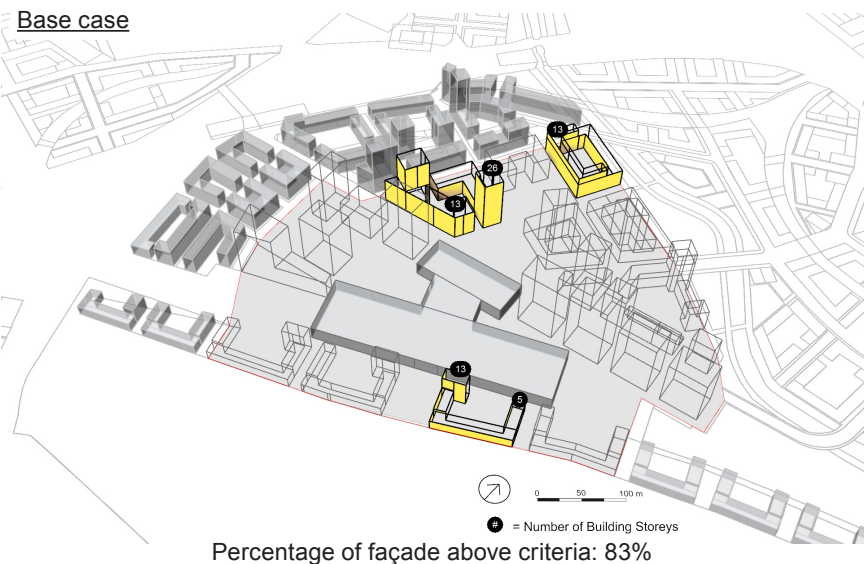 Base case
13
26
13
13
5
0 50 100 m
# = Number of Building Storeys
Percentage of façade above criteria: 83%